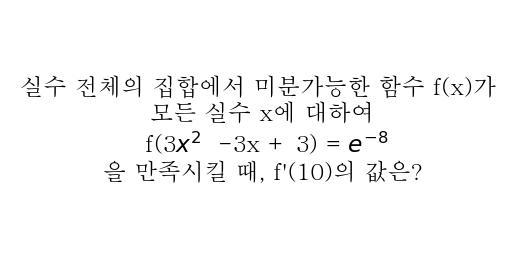 실수 전체의 집합에서 미분가능한 함수 f(x)가
모든 실수 x에 대하여
f(3x² −3x + 3) = e⁻⁸
을 만족시킬 때, f'(10)의 값은?